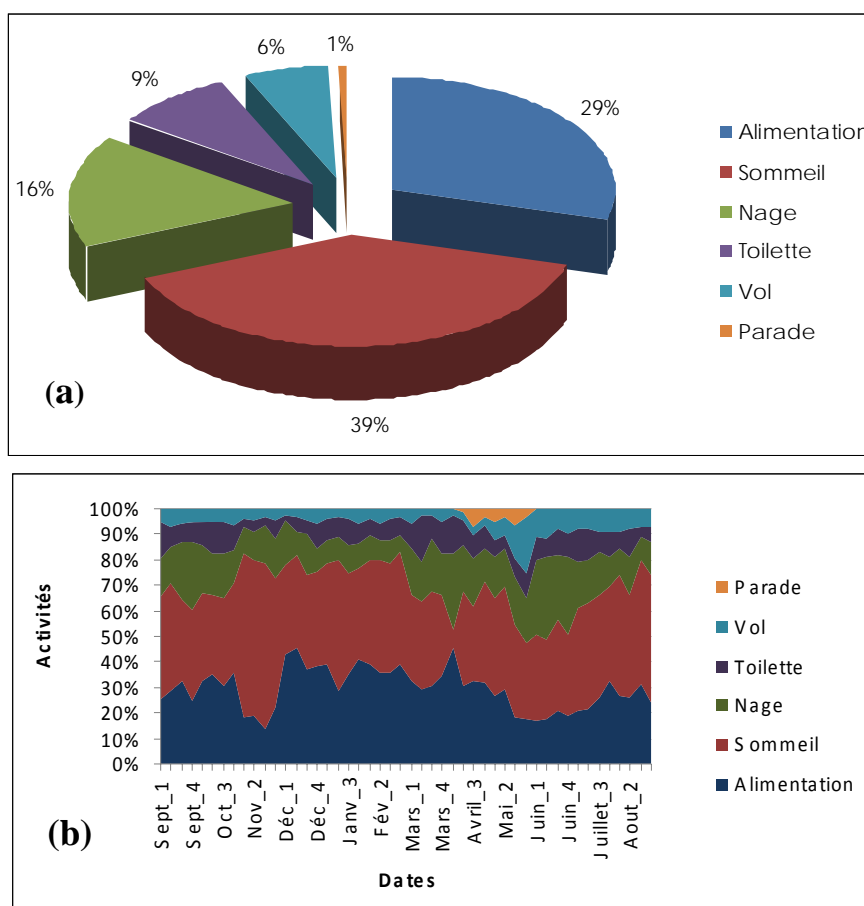 6%
1%
9%
29%
16%
39%
Alimentation
Sommeil
Nage
Toilette
Vol
Parade
(a)
100%
90%
80%
70%
60%
50%
40%
30%
20%
10%
0%
Activités
Sept_1
Sept_4
Oct_3
Nov_2
Déc_1
Déc_4
Janv_3
Fév_2
Mars_1
Mars_4
Avril_3
Mai_2
Juin_1
Juin_4
Juillet_3
Aout_2
Dates
Parade
Vol
Toilette
Nage
Sommeil
Alimentation
(b)